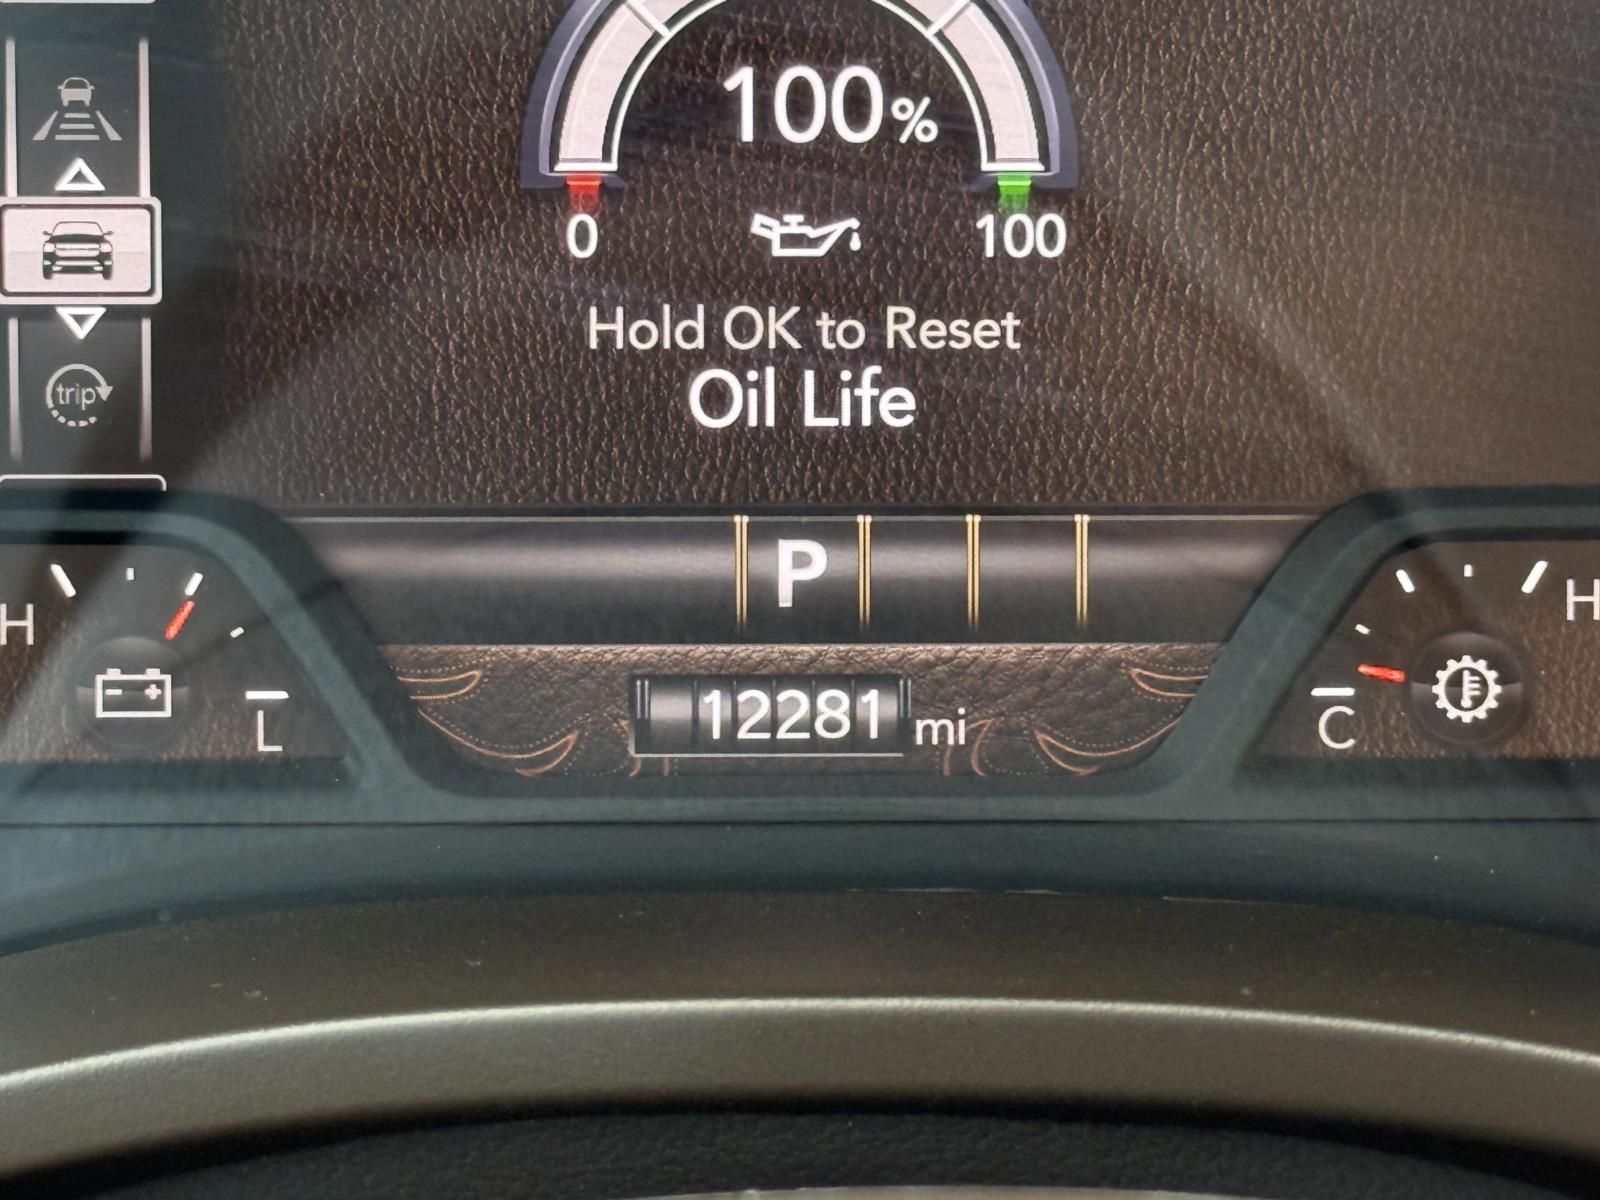 100%
0 100
Hold OK to Reset
Oil Life
trip
P
H
L
12281 mi
C
H